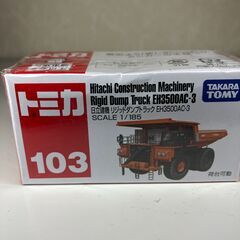 トミカ
Hitachi Construction Machinery
Rigid Dump Truck EH3500AC-3
日立建機 リジッドダンプトラック EH3500AC-3
SCALE 1/185
TAKARA TOMY
103
荷台可動